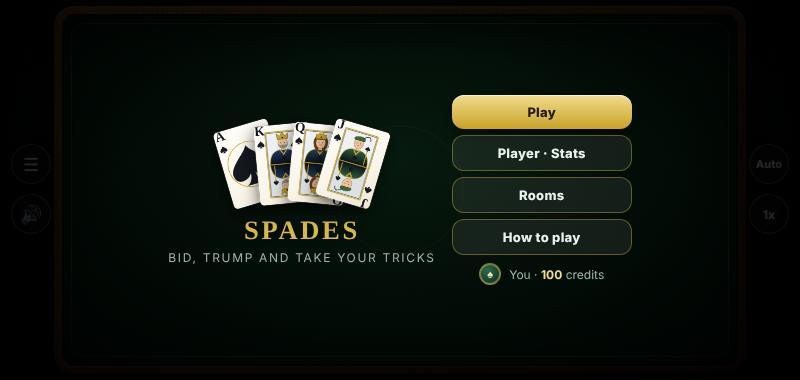 A
K
Q
J
SPADES
BID, TRUMP AND TAKE YOUR TRICKS
Play
Player · Stats
Rooms
How to play
You · 100 credits
Auto
1x